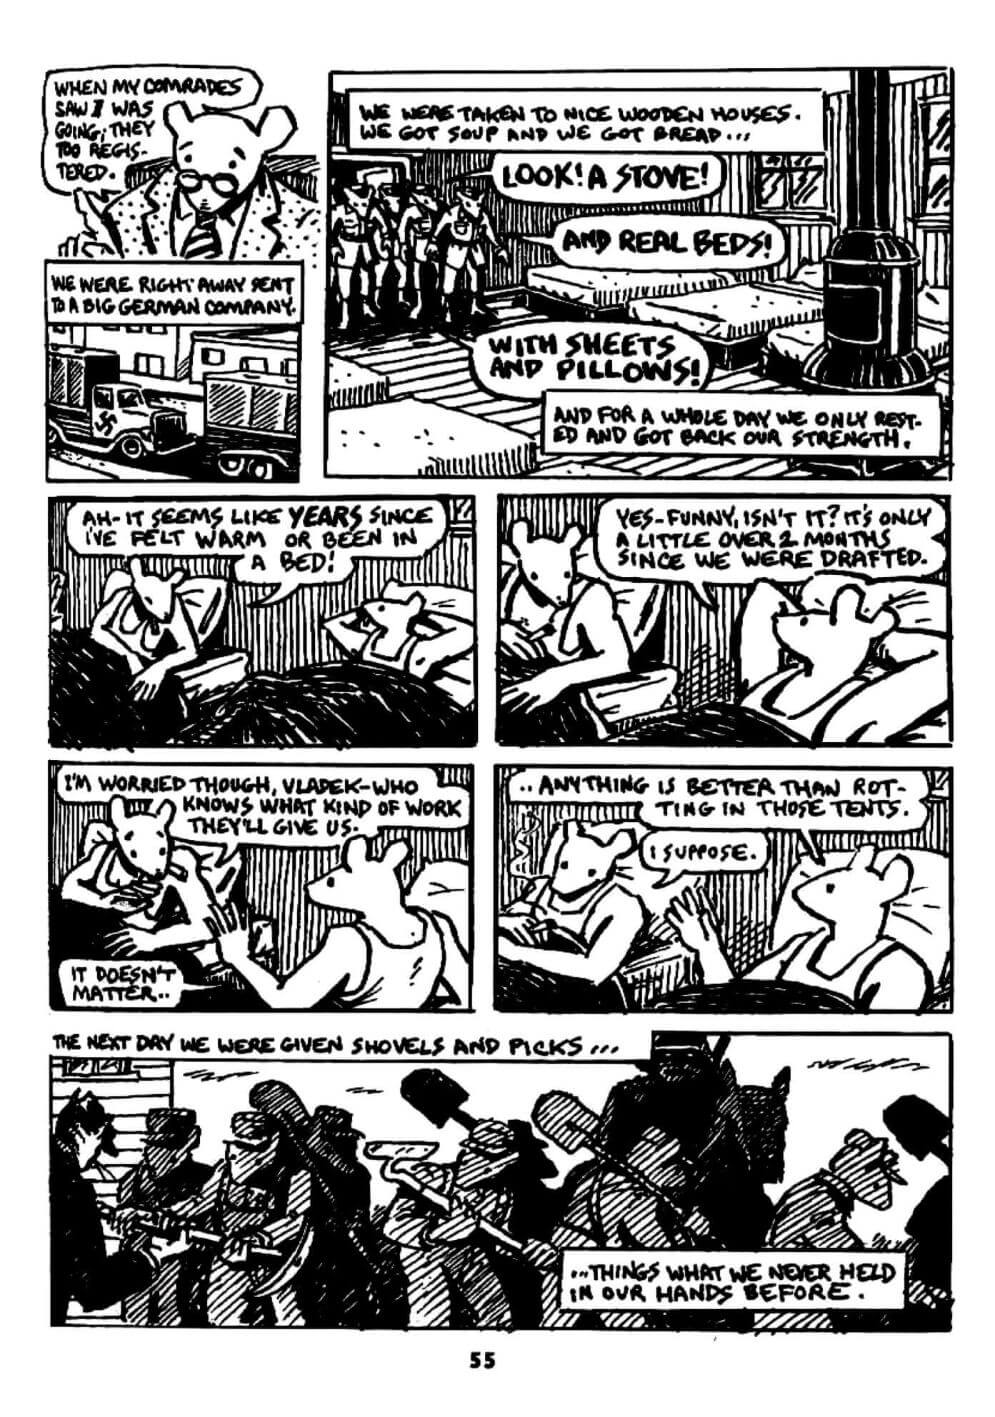 WHEN MY COMRADES
SAW I WAS
GOING, THEY
TOO REGIS-
TERED.
WE WERE RIGHT AWAY SENT
TO A BIG GERMAN COMPANY.
WE WERE TAKEN TO NICE WOODEN HOUSES.
WE GOT SOUP AND WE GOT BREAD...
LOOK! A STOVE!
AND REAL BEDS!
WITH SHEETS
AND PILLOWS!
AND FOR A WHOLE DAY WE ONLY REST-
ED AND GOT BACK OUR STRENGTH.
AH- IT SEEMS LIKE YEARS SINCE
I'VE FELT WARM OR BEEN IN
A BED!
YES-FUNNY, ISN'T IT? IT'S ONLY
A LITTLE OVER 2 MONTHS
SINCE WE WERE DRAFTED.
I'M WORRIED THOUGH, VLADEK-WHO
KNOWS WHAT KIND OF WORK
THEY'LL GIVE US.
IT DOESN'T
MATTER..
..ANYTHING IS BETTER THAN ROT-
TING IN THOSE TENTS.
I SUPPOSE.
THE NEXT DAY WE WERE GIVEN SHOVELS AND PICKS...
...THINGS WHAT WE NEVER HELD
IN OUR HANDS BEFORE.
55